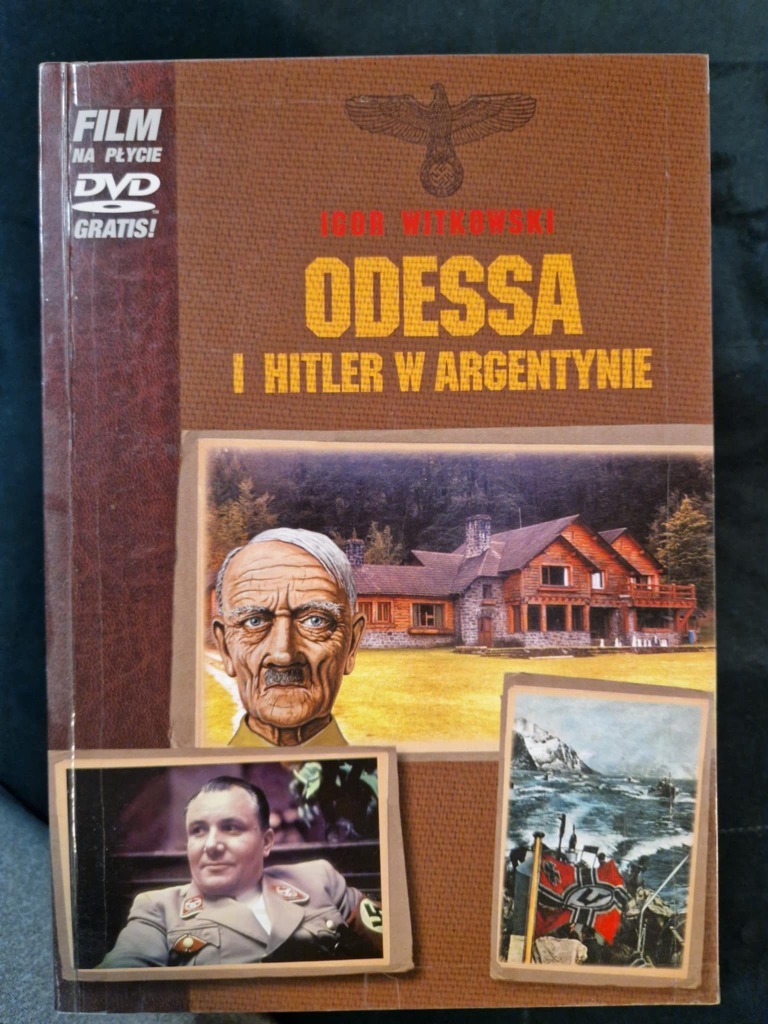 FILM
NA PŁYCIE
DVD
GRATIS!
IGOR WITKOWSKI
ODESSA
I HITLER W ARGENTYNIE